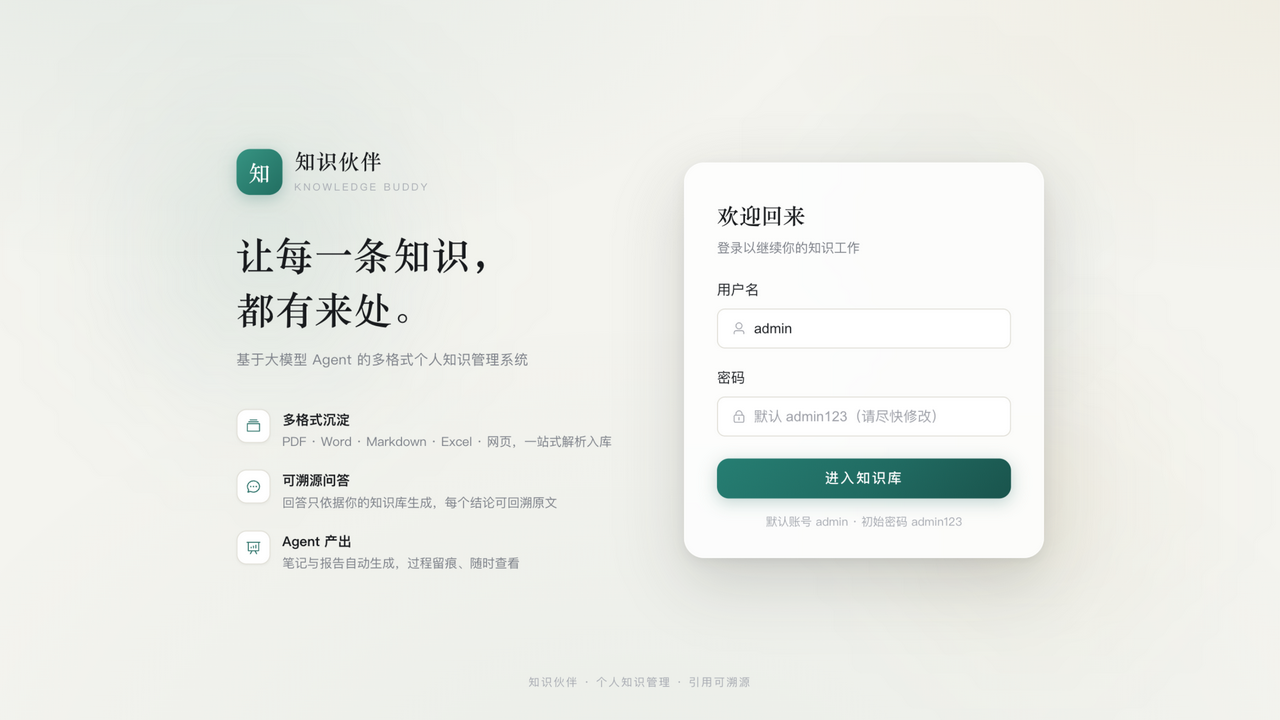 知
知识伙伴
KNOWLEDGE BUDDY
让每一条知识，
都有来处。
基于大模型 Agent 的多格式个人知识管理系统
多格式沉淀
PDF · Word · Markdown · Excel · 网页，一站式解析入库
可溯源问答
回答只依据你的知识库生成，每个结论可回溯原文
Agent 产出
笔记与报告自动生成，过程留痕、随时查看
欢迎回来
登录以继续你的知识工作
用户名
admin
密码
默认 admin123（请尽快修改）
进入知识库
默认账号 admin · 初始密码 admin123
知识伙伴 · 个人知识管理 · 引用可溯源